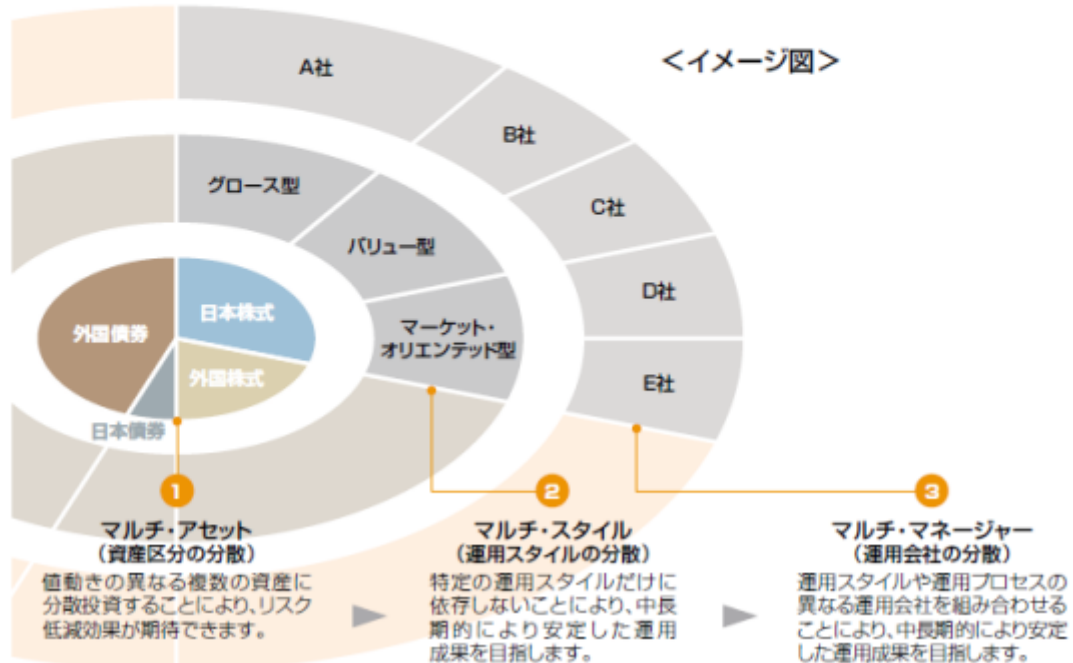 <イメージ図>
A社
B社
C社
D社
E社
グロース型
バリュー型
マーケット・
オリエンテッド型
日本株式
外国債券
外国株式
日本債券
1
マルチ・アセット
(資産区分の分散)
値動きの異なる複数の資産に
分散投資することにより、リスク
低減効果が期待できます。
2
マルチ・スタイル
(運用スタイルの分散)
特定の運用スタイルだけに
依存しないことにより、中長
期的により安定した運用
成果を目指します。
3
マルチ・マネージャー
(運用会社の分散)
運用スタイルや運用プロセスの
異なる運用会社を組み合わせる
ことにより、中長期的により安定
した運用成果を目指します。